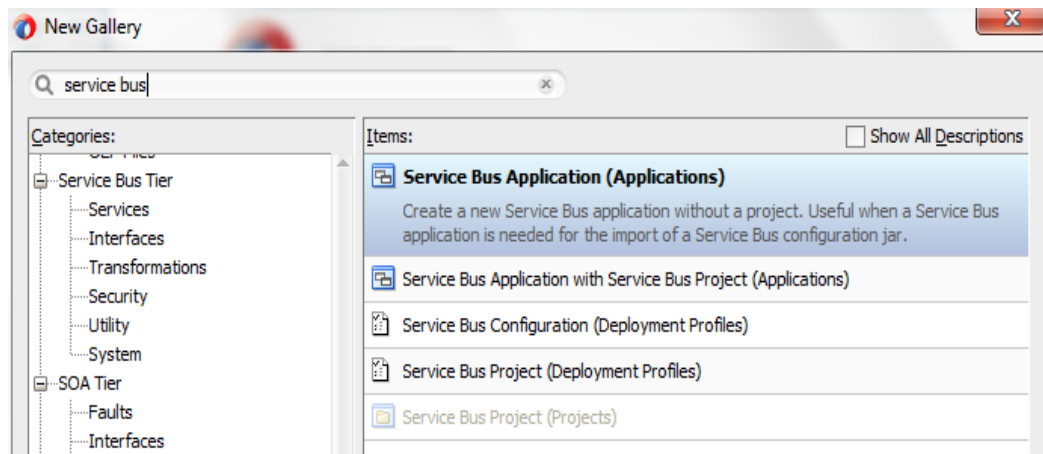 New Gallery
service bus
Categories:
Service Bus Tier
Services
Interfaces
Transformations
Security
Utility
System
SOA Tier
Faults
Interfaces
Items:
Show All Descriptions
Service Bus Application (Applications)
Create a new Service Bus application without a project. Useful when a Service Bus
application is needed for the import of a Service Bus configuration jar.
Service Bus Application with Service Bus Project (Applications)
Service Bus Configuration (Deployment Profiles)
Service Bus Project (Deployment Profiles)
Service Bus Project (Projects)